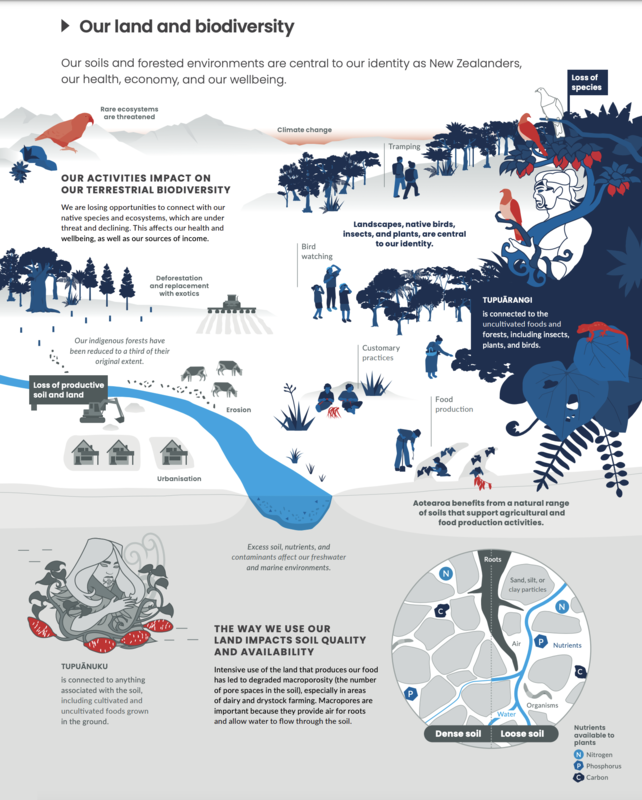 Our land and biodiversity
Our soils and forested environments are central to our identity as New Zealanders,
our health, economy, and our wellbeing.
Loss of
species
Rare ecosystems
are threatened
Climate change
Tramping
OUR ACTIVITIES IMPACT ON
OUR TERRESTRIAL BIODIVERSITY
We are losing opportunities to connect with our
native species and ecosystems, which are under
threat and declining. This affects our health and
wellbeing, as well as our sources of income.
Landscapes, native birds,
insects, and plants, are central
to our identity.
Bird
watching
Deforestation
and replacement
with exotics
TUPUĀRANGI
is connected to the
uncultivated foods and
forests, including insects,
plants, and birds.
Our indigenous forests have
been reduced to a third of their
original extent.
Customary
practices
Loss of productive
soil and land
Erosion
Food
production
Urbanisation
Aotearoa benefits from a natural range
of soils that support agricultural and
food production activities.
Excess soil, nutrients, and
contaminants affect our freshwater
and marine environments.
TUPUĀNUKU
is connected to anything
associated with the soil,
including cultivated and
uncultivated foods grown
in the ground.
THE WAY WE USE OUR
LAND IMPACTS SOIL QUALITY
AND AVAILABILITY
Intensive use of the land that produces our food
has led to degraded macroporosity (the number
of pore spaces in the soil), especially in areas
of dairy and drystock farming. Macropores are
important because they provide air for roots
and allow water to flow through the soil.
Roots
Sand, silt, or
clay particles
N
N
C
Air
P
Nutrients
C
P
Organisms
Water
Dense soil
Loose soil
Nutrients
available to
plants
N Nitrogen
P Phosphorus
C Carbon